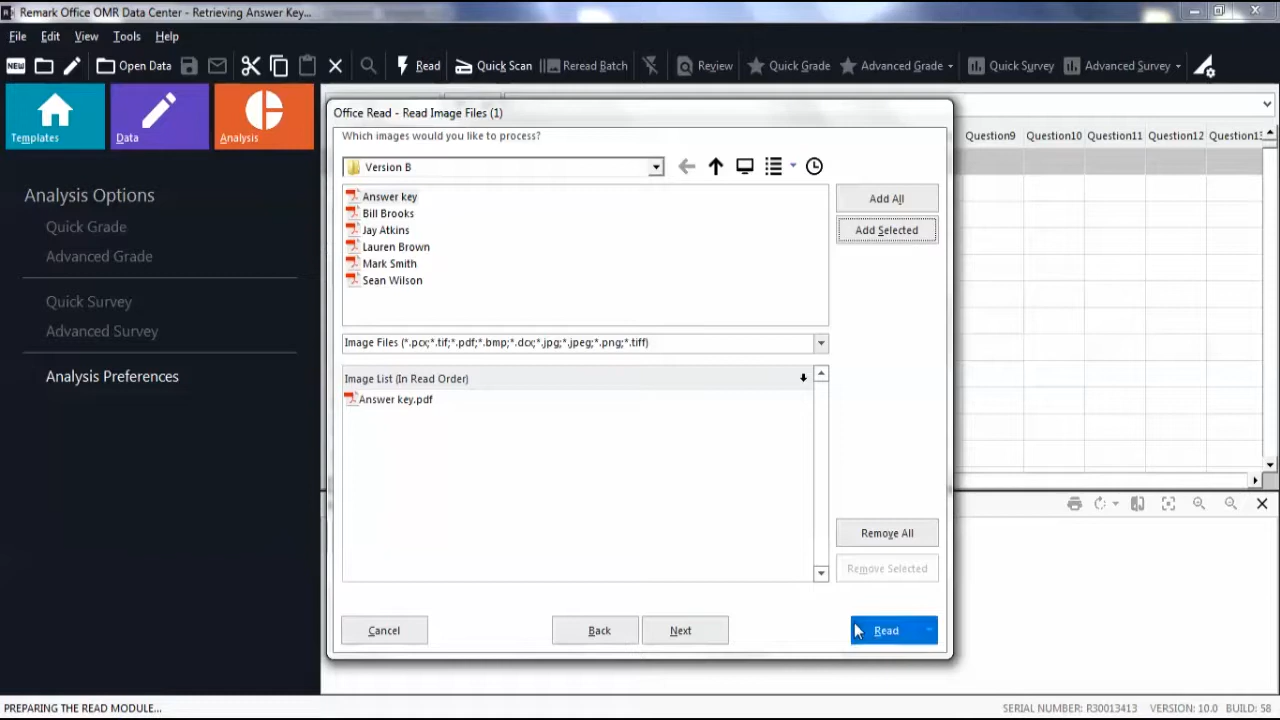 Remark Office OMR Data Center - Retrieving Answer Key...
File Edit View Tools Help
NEW Open Data Read Quick Scan Reread Batch Review Quick Grade Advanced Grade Quick Survey Advanced Survey
Templates Data Analysis
Analysis Options
Quick Grade
Advanced Grade
Quick Survey
Advanced Survey
Analysis Preferences
Office Read - Read Image Files (1)
Which images would you like to process?
Version B
Answer key
Bill Brooks
Jay Atkins
Lauren Brown
Mark Smith
Sean Wilson
Add All
Add Selected
Image Files (*.pcx;*.tif;*.pdf;*.bmp;*.dcx;*.jpg;*.jpeg;*.png;*.tiff)
Image List (In Read Order)
Answer key.pdf
Remove All
Remove Selected
Cancel Back Next Read
Question9 Question10 Question11 Question12
PREPARING THE READ MODULE... SERIAL NUMBER: R30013413 VERSION: 10.0 BUILD: 58